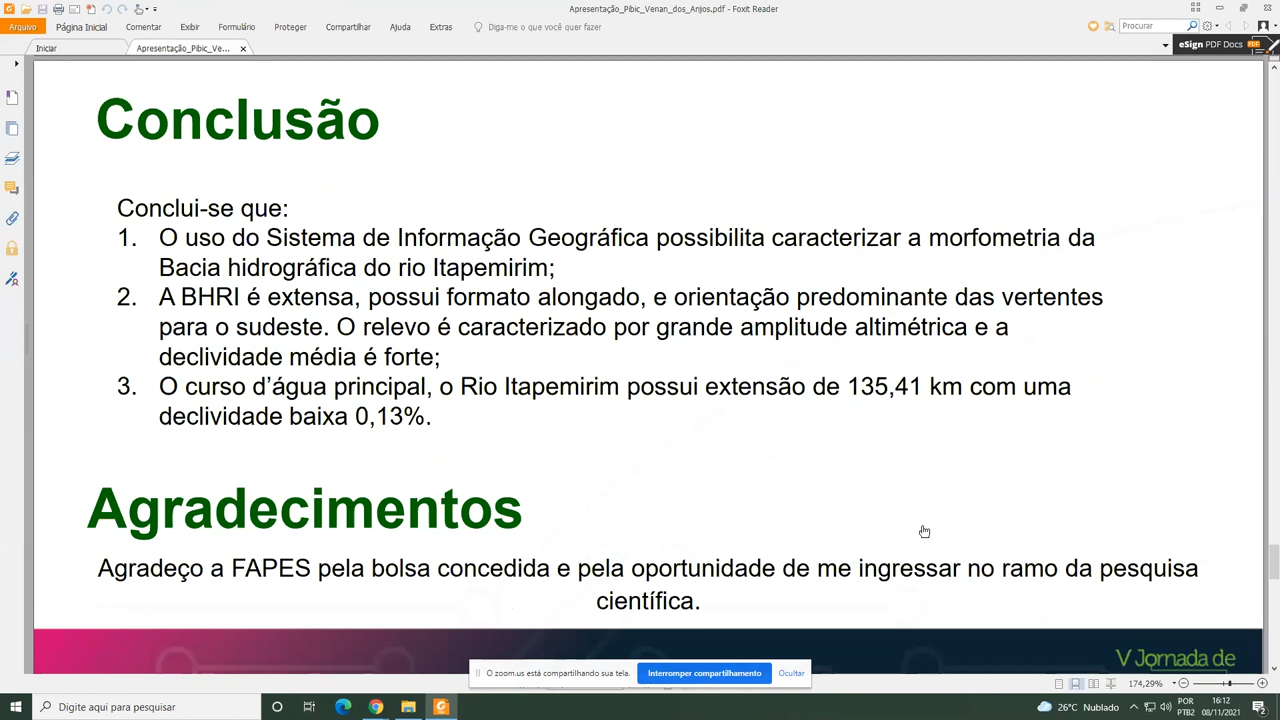 Apresentação_Pibic_Venan_dos_Anjos.pdf - Foxit Reader
Arquivo Página Inicial Comentar Exibir Formulário Proteger Compartilhar Ajuda Extras Diga-me o que você quer fazer Procurar
Iniciar Apresentação_Pibic_Ve... eSign PDF Docs
Conclusão
Conclui-se que:
1. O uso do Sistema de Informação Geográfica possibilita caracterizar a morfometria da
Bacia hidrográfica do rio Itapemirim;
2. A BHRI é extensa, possui formato alongado, e orientação predominante das vertentes
para o sudeste. O relevo é caracterizado por grande amplitude altimétrica e a
declividade média é forte;
3. O curso d'água principal, o Rio Itapemirim possui extensão de 135,41 km com uma
declividade baixa 0,13%.
Agradecimentos
Agradeço a FAPES pela bolsa concedida e pela oportunidade de me ingressar no ramo da pesquisa
científica.
V Jornada de
O zoom.us está compartilhando sua tela. Interromper compartilhamento Ocultar
174,29%
Digite aqui para pesquisar 26°C Nublado POR 16:12
PTB2 08/11/2021 2